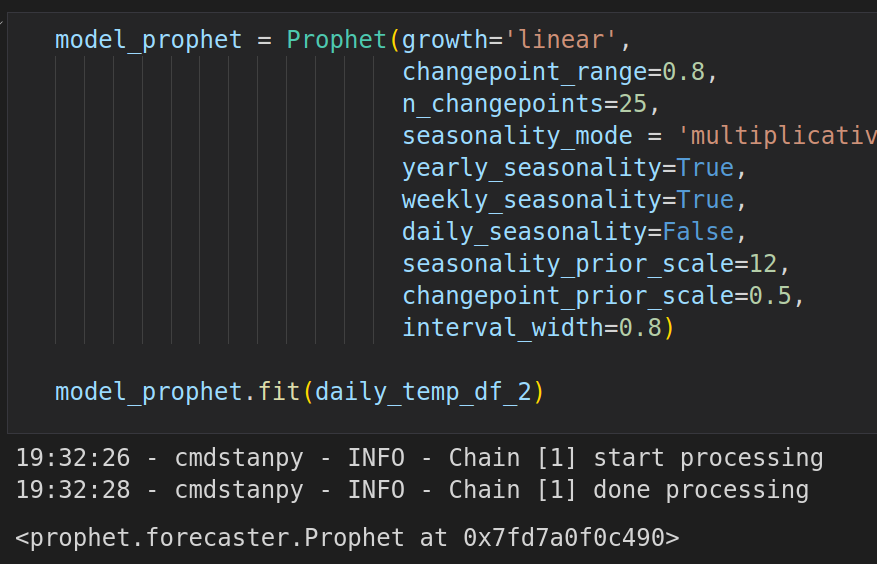 model_prophet = Prophet(growth='linear',
changepoint_range=0.8,
n_changepoints=25,
seasonality_mode = 'multiplicativ
yearly_seasonality=True,
weekly_seasonality=True,
daily_seasonality=False,
seasonality_prior_scale=12,
changepoint_prior_scale=0.5,
interval_width=0.8)
model_prophet.fit(daily_temp_df_2)
19:32:26 - cmdstanpy - INFO - Chain [1] start processing
19:32:28 - cmdstanpy - INFO - Chain [1] done processing
<prophet.forecaster.Prophet at 0x7fd7a0f0c490>